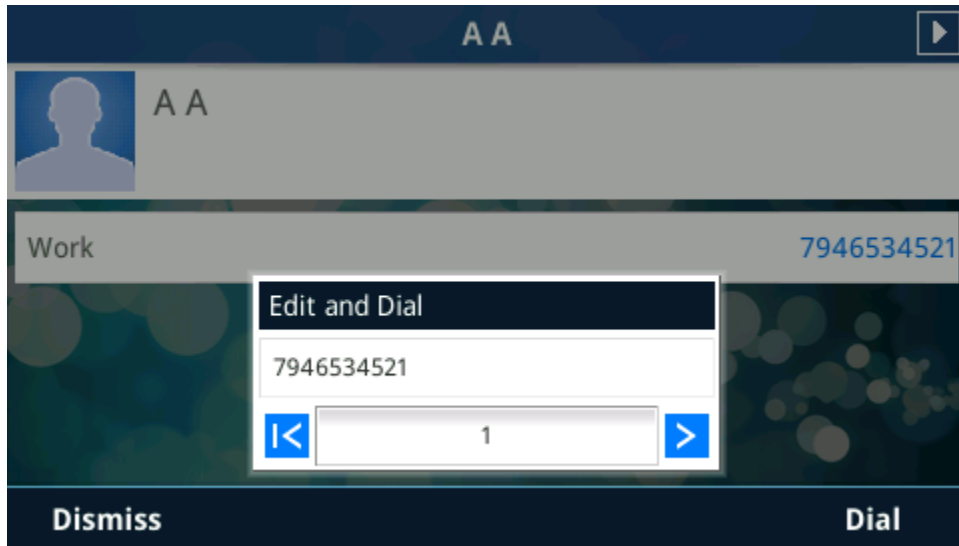 A A
A A
Work 7946534521
Edit and Dial
7946534521
1
Dismiss Dial